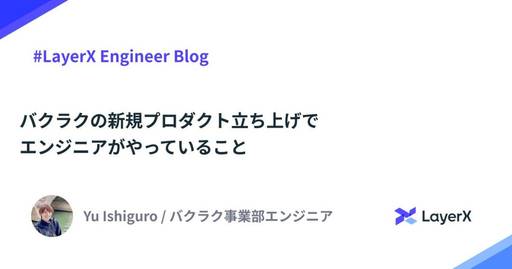 #LayerX Engineer Blog
バクラクの新規プロダクト立ち上げで
エンジニアがやっていること
Yu Ishiguro / バクラク事業部エンジニア
LayerX